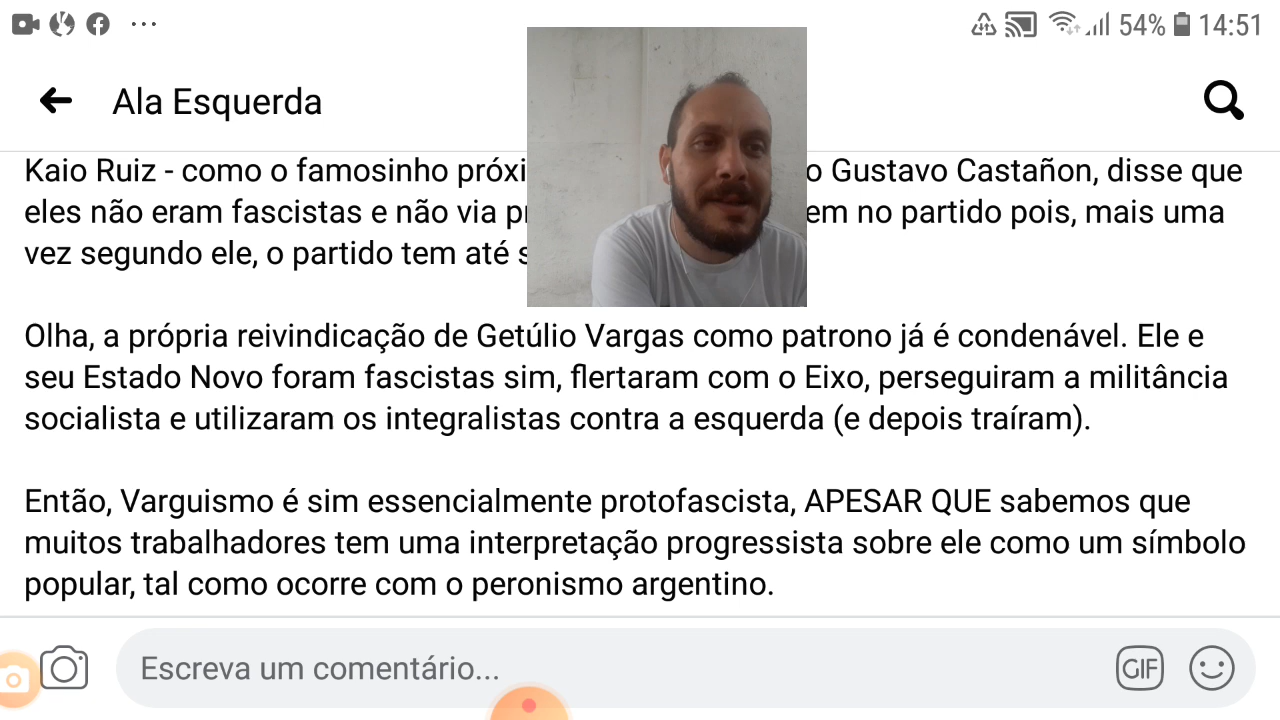 54% 14:51
Ala Esquerda
Kaio Ruiz - como o famosinho próxi o Gustavo Castañon, disse que
eles não eram fascistas e não via pr em no partido pois, mais uma
vez segundo ele, o partido tem até s
Olha, a própria reivindicação de Getúlio Vargas como patrono já é condenável. Ele e
seu Estado Novo foram fascistas sim, flertaram com o Eixo, perseguiram a militância
socialista e utilizaram os integralistas contra a esquerda (e depois traíram).
Então, Varguismo é sim essencialmente protofascista, APESAR QUE sabemos que
muitos trabalhadores tem uma interpretação progressista sobre ele como um símbolo
popular, tal como ocorre com o peronismo argentino.
Escreva um comentário... GIF